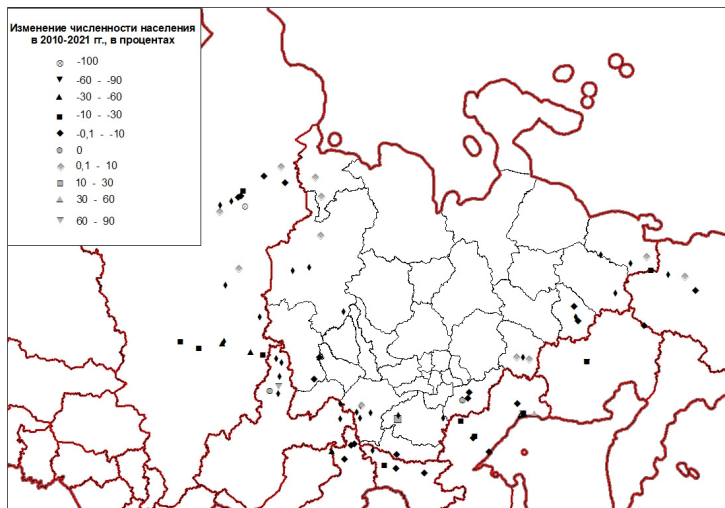 Изменение численности населения
в 2010-2021 гг., в процентах
-100
-60 - -90
-30 - -60
-10 - -30
-0,1 - -10
0
0,1 - 10
10 - 30
30 - 60
60 - 90